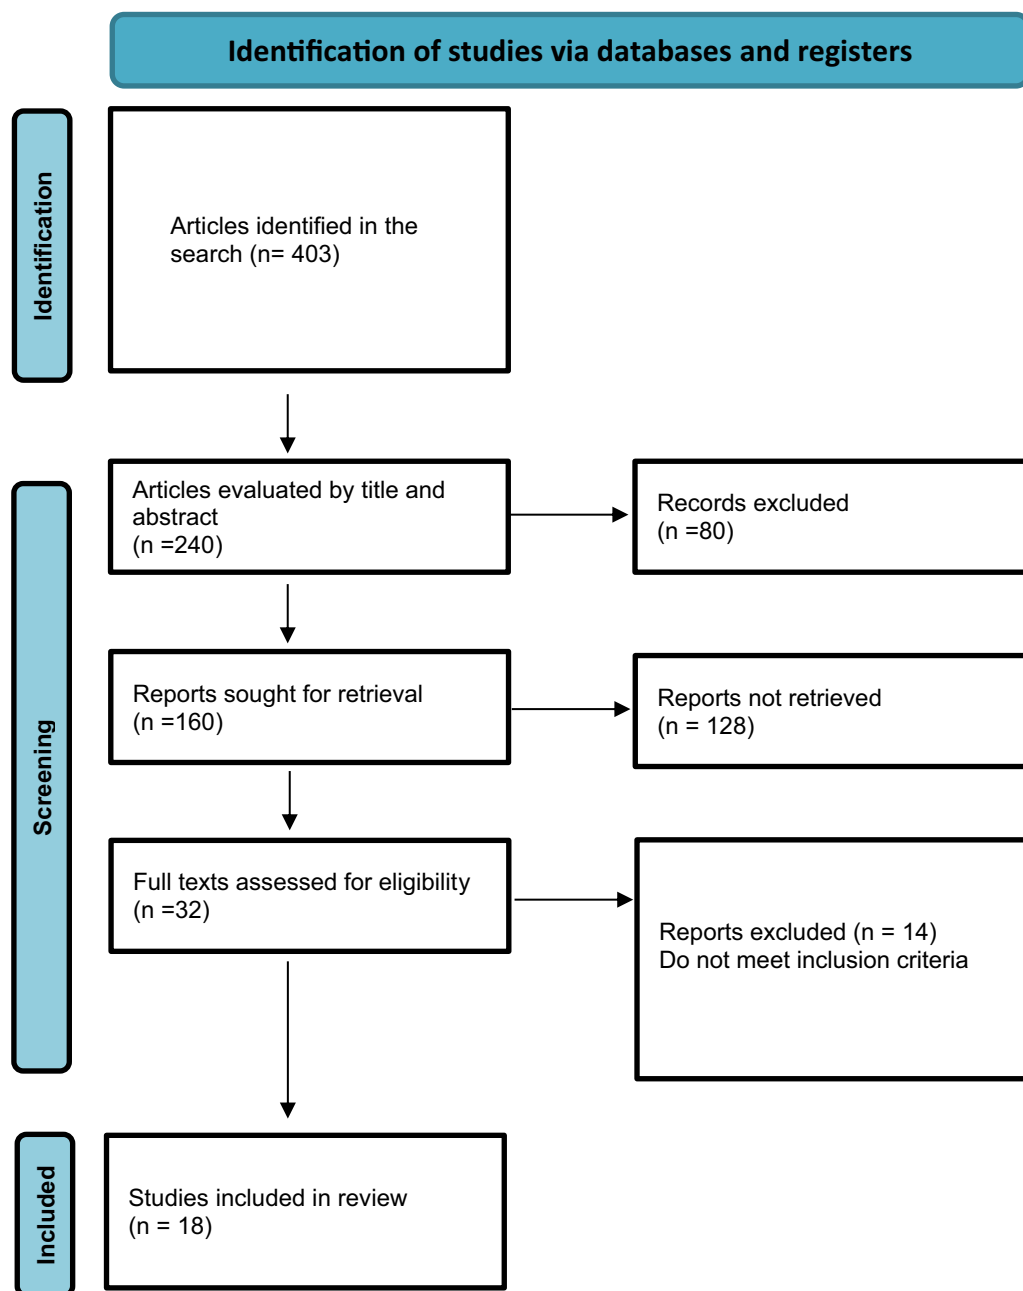 Identification of studies via databases and registers
Identification
Articles identified in the
search (n= 403)
Screening
Articles evaluated by title and
abstract
(n =240)
Records excluded
(n =80)
Reports sought for retrieval
(n =160)
Reports not retrieved
(n = 128)
Full texts assessed for eligibility
(n =32)
Reports excluded (n = 14)
Do not meet inclusion criteria
Included
Studies included in review
(n = 18)